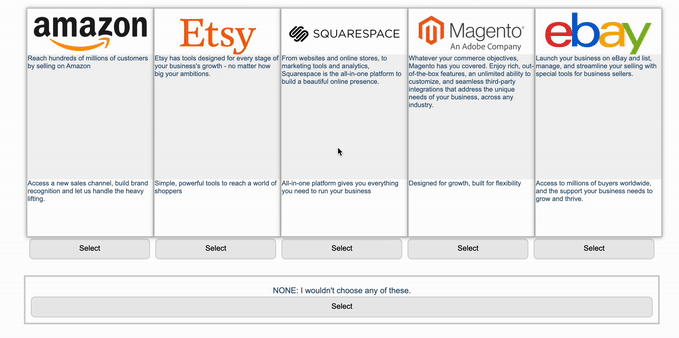 amazon
Etsy
SQUARESPACE
Magento®
An Adobe Company
ebay
Reach hundreds of millions of customers
by selling on Amazon
Etsy has tools designed for every stage of
your business's growth - no matter how
big your ambitions.
From websites and online stores, to
marketing tools and analytics,
Squarespace is the all-in-one platform to
build a beautiful online presence.
Whatever your commerce objectives,
Magento has you covered. Enjoy rich, out-
of-the-box features, an unlimited ability to
customize, and seamless third-party
integrations that address the unique
needs of your business, across any
industry.
Launch your business on eBay and list,
manage, and streamline your selling with
special tools for business sellers.
Access a new sales channel, build brand
recognition and let us handle the heavy
lifting.
Simple, powerful tools to reach a world of
shoppers
All-in-one platform gives you everything
you need to run your business
Designed for growth, built for flexibility
Access to millions of buyers worldwide,
and the support your business needs to
grow and thrive.
Select
Select
Select
Select
Select
NONE: I wouldn't choose any of these.
Select